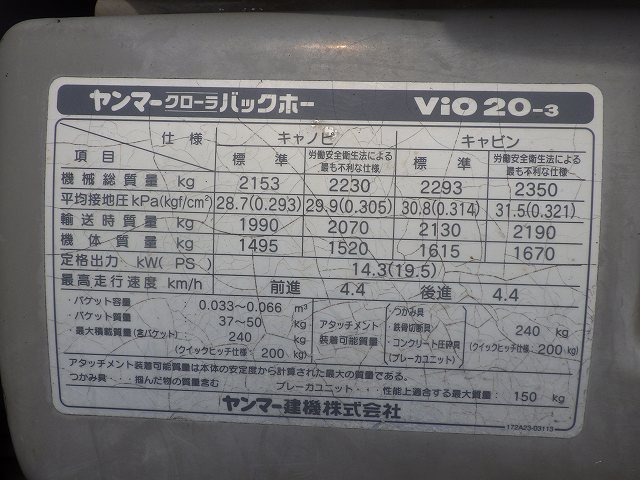 ヤンマークローラバックホー ViO 20-3
仕様 キャノピ キャビン
項目 標準 労働安全衛生法による最も不利な仕様 標準 労働安全衛生法による最も不利な仕様
機械総質量 kg 2153 2230 2293 2350
平均接地圧 kPa(kgf/cm²) 28.7(0.293) 29.9(0.305) 30.8(0.314) 31.5(0.321)
輸送時質量 kg 1990 2070 2130 2190
機体質量 kg 1495 1520 1615 1670
定格出力 kW(PS) 14.3(19.5)
最高走行速度 km/h 前進 4.4 後進 4.4
・バケット容量 0.033~0.066 m³
・バケット質量 37~50 kg
・最大積載質量(含バケット) 240 kg
(クイックヒッチ仕様: 200 kg)
アタッチメント装着可能質量
つかみ具
鉄骨切断具
コンクリート圧砕具
(ブレーカユニット)
240 kg
(クイックヒッチ仕様: 200 kg)
アタッチメント装着可能質量は本体の安定度から計算された最大の質量である。
つかみ具・・・掴んだ物の質量含む ブレーカユニット・・・性能上適合する最大質量: 150 kg
ヤンマー建機株式会社
172A23-03113